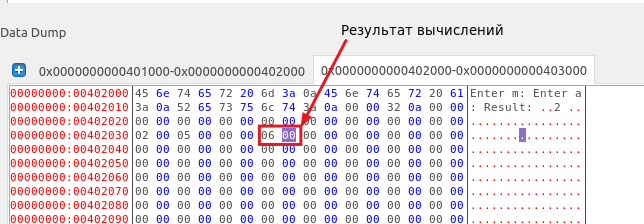 Результат вычислений
Data Dump
0x0000000000401000-0x0000000000402000 0x0000000000402000-0x0000000000403000
00000000:00402000 45 6e 74 65 72 20 6d 3a 0a 45 6e 74 65 72 20 61 Enter m: Enter a
00000000:00402010 3a 0a 52 65 73 75 6c 74 3a 0a 00 00 32 0a 00 00 : Result: ..2 ..
00000000:00402020 00 00 00 00 00 00 00 00 00 00 00 00 00 00 00 00 ................
00000000:00402030 02 00 05 00 00 00 06 00 00 00 00 00 00 00 00 00 ................
00000000:00402040 00 00 00 00 00 00 00 00 00 00 00 00 00 00 00 00 ................
00000000:00402050 00 00 00 00 00 00 00 00 00 00 00 00 00 00 00 00 ................
00000000:00402060 00 00 00 00 00 00 00 00 00 00 00 00 00 00 00 00 ................
00000000:00402070 00 00 00 00 00 00 00 00 00 00 00 00 00 00 00 00 ................
00000000:00402080 00 00 00 00 00 00 00 00 00 00 00 00 00 00 00 00 ................
00000000:00402090 00 00 00 00 00 00 00 00 00 00 00 00 00 00 00 00 ................